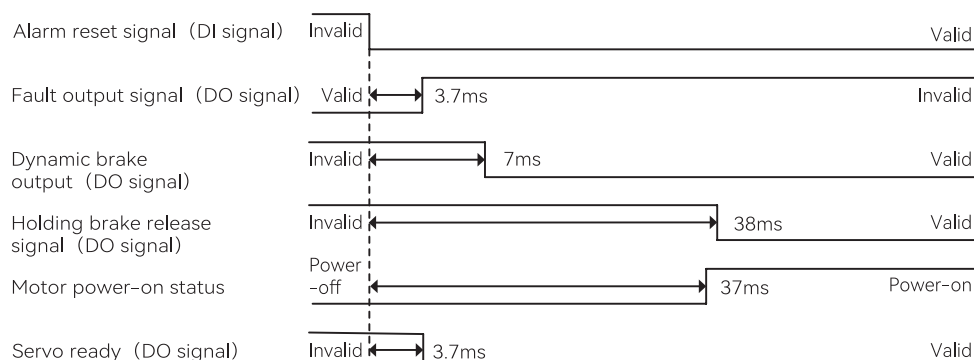 Alarm reset signal（DI signal） Invalid Valid
Fault output signal（DO signal） Valid 3.7ms Invalid
Dynamic brake
output（DO signal） Invalid 7ms Valid
Holding brake release
signal（DO signal） Invalid 38ms Valid
Motor power-on status Power
-off 37ms Power-on
Servo ready（DO signal） Invalid 3.7ms Valid